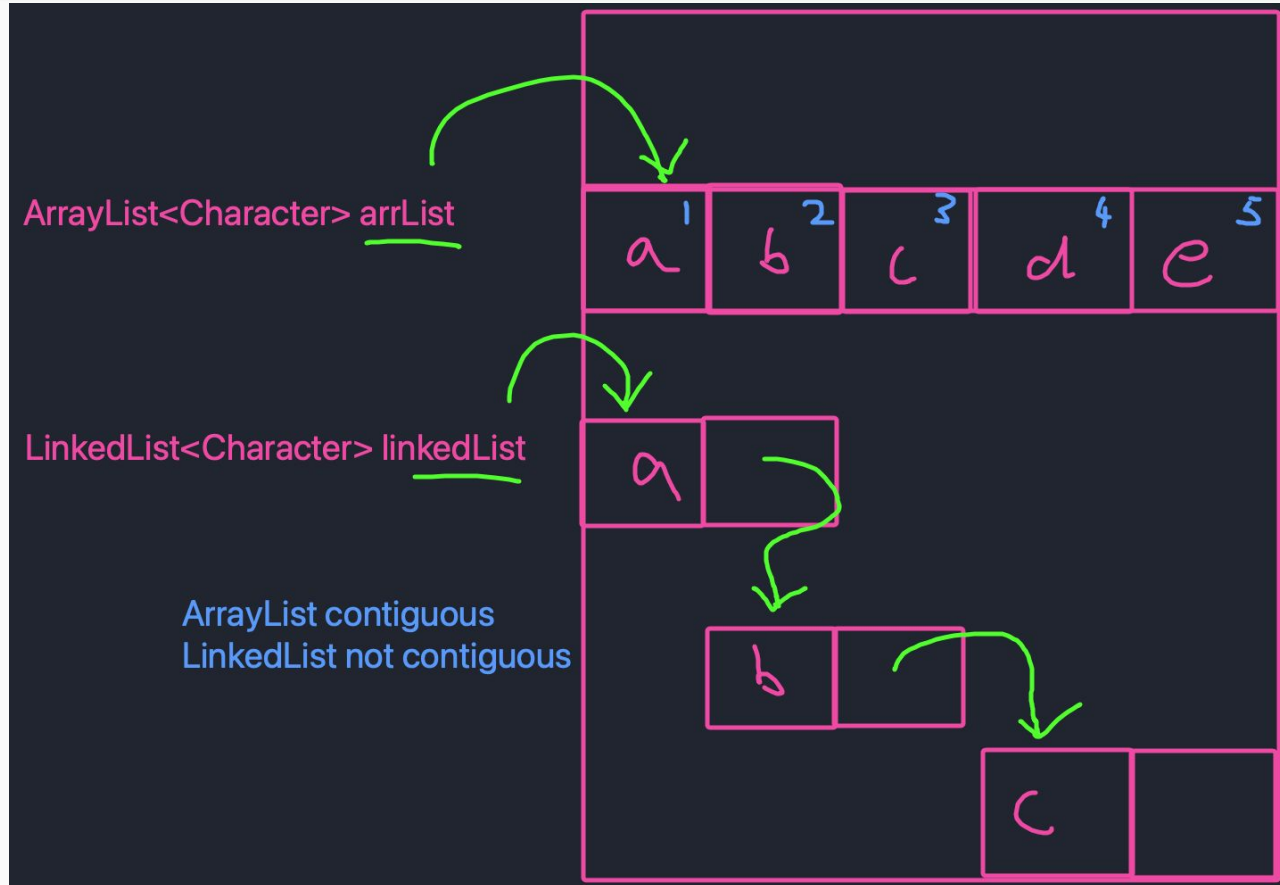 ArrayList<Character> arrList
1 2 3 4 5
a b c d e
LinkedList<Character> linkedList
a
ArrayList contiguous
LinkedList not contiguous
b
c